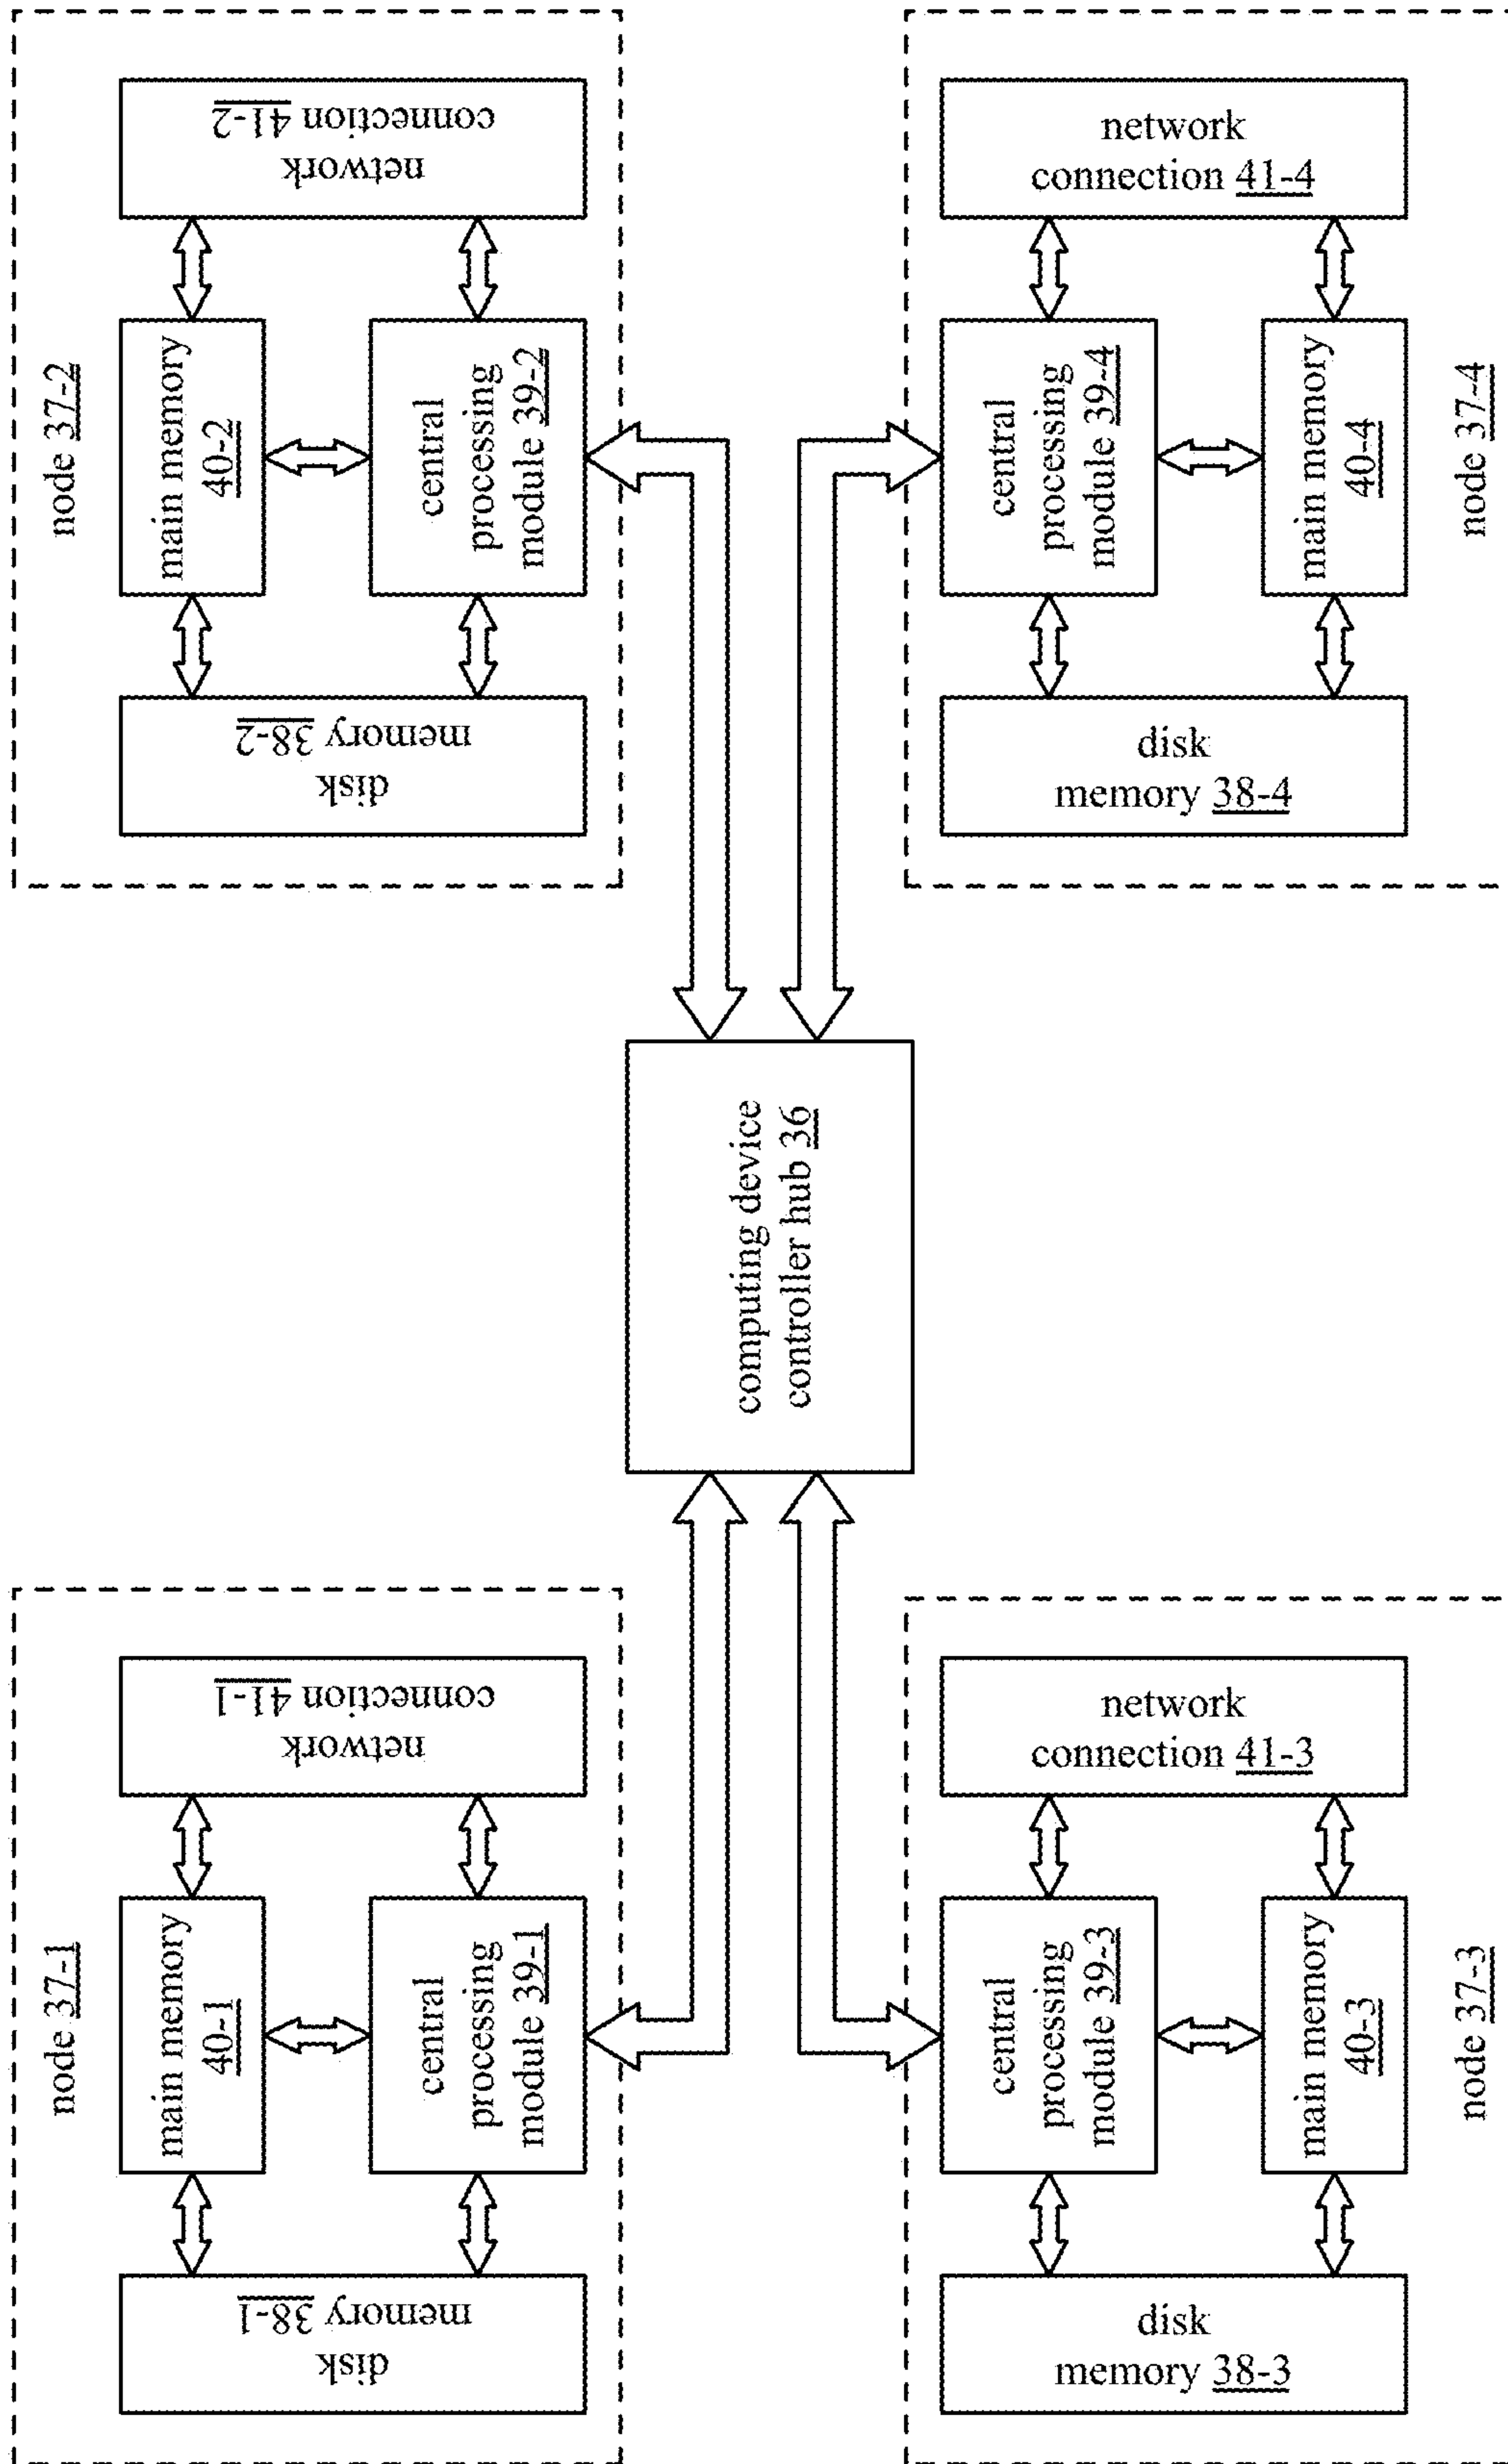 node 37-1
disk
memory 38-1
main memory
40-1
central
processing
module 39-1
network
connection 41-1
node 37-2
disk
memory 38-2
main memory
40-2
central
processing
module 39-2
network
connection 41-2
computing device
controller hub 36
disk
memory 38-3
central
processing
module 39-3
main memory
40-3
network
connection 41-3
node 37-3
disk
memory 38-4
central
processing
module 39-4
main memory
40-4
network
connection 41-4
node 37-4